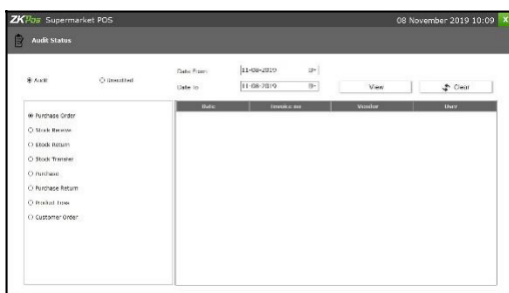 ZKPos Supermarket POS 08 November 2019 10:09 X
Audit Status
Date From 11-08-2019
Audit Unaudited
Date to 11-08-2019 View Clear
Date Invoice no Vendor User
Purchase Order
Stock Receive
Stock Return
Stock Transfer
Purchase
Purchase Return
Product Issue
Customer Order